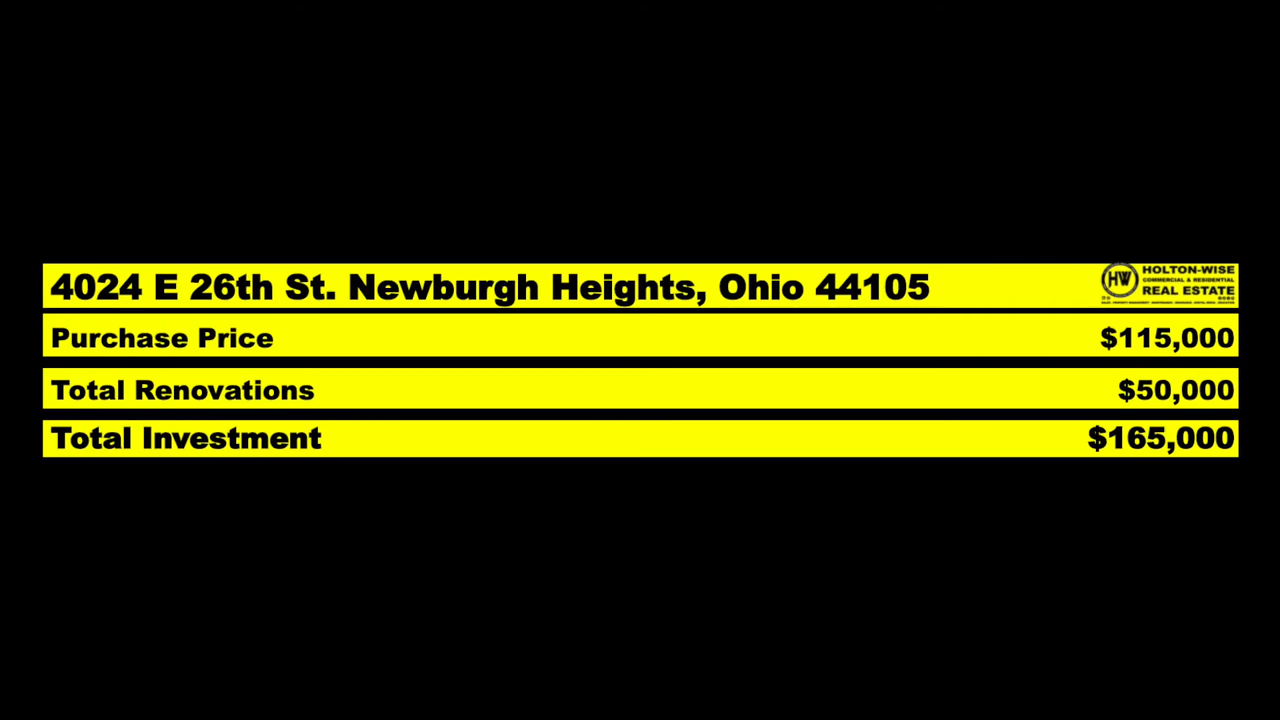 4024 E 26th St. Newburgh Heights, Ohio 44105
HW
HOLTON-WISE
COMMERCIAL & RESIDENTIAL
REAL ESTATE
Purchase Price $115,000
Total Renovations $50,000
Total Investment $165,000